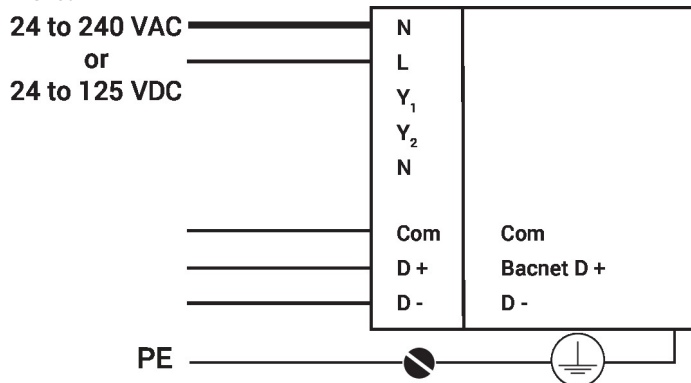 24 to 240 VAC
or
24 to 125 VDC
N
L
Y₁
Y₂
N
Com Com
D + Bacnet D +
D - D -
PE